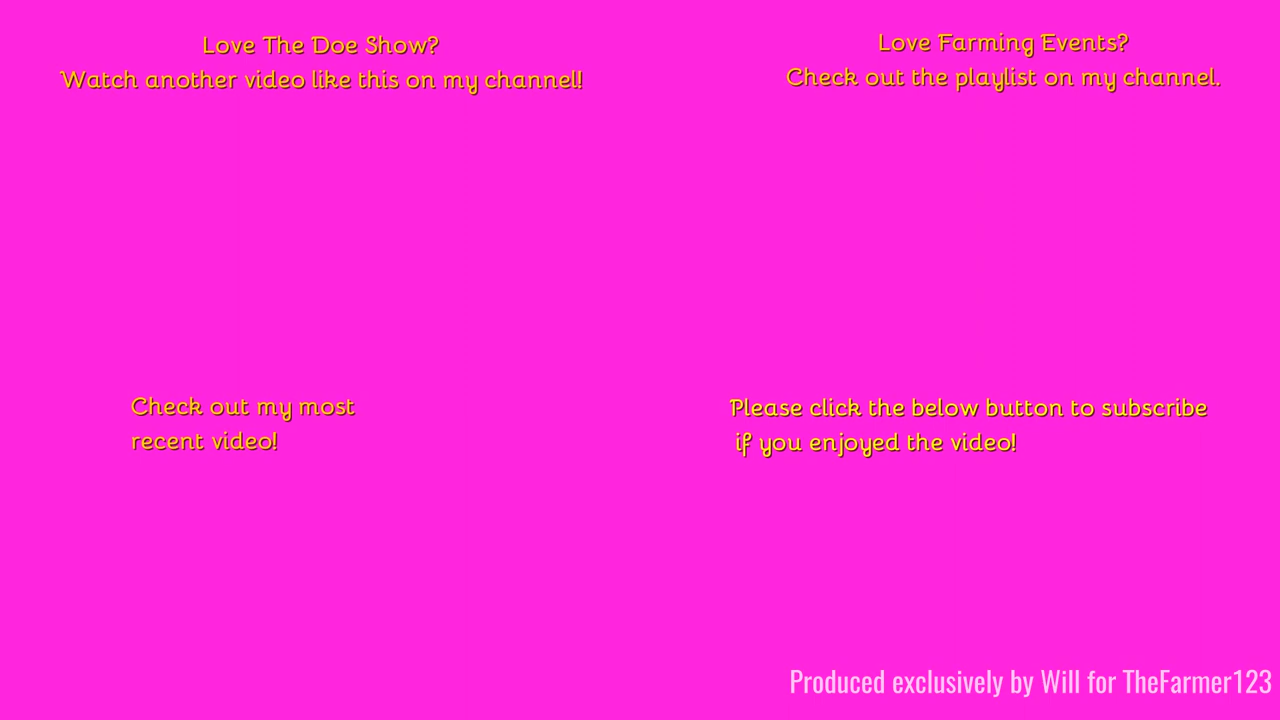 Love The Doe Show?
Watch another video like this on my channel!
Love Farming Events?
Check out the playlist on my channel.
Check out my most
recent video!
Please click the below button to subscribe
if you enjoyed the video!
Produced exclusively by Will for TheFarmer123